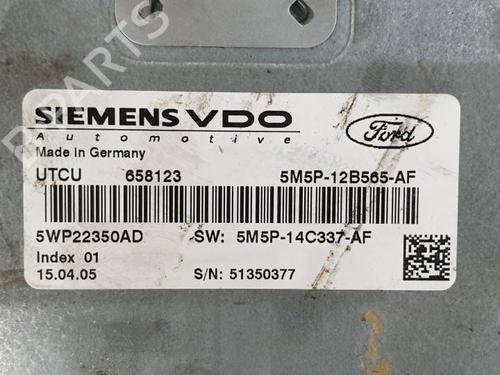 SIEMENS VDO
Automotive
Ford
Made in Germany
UTCU 658123 5M5P-12B565-AF
5WP22350AD SW: 5M5P-14C337-AF
Index 01
15.04.05 S/N: 51350377